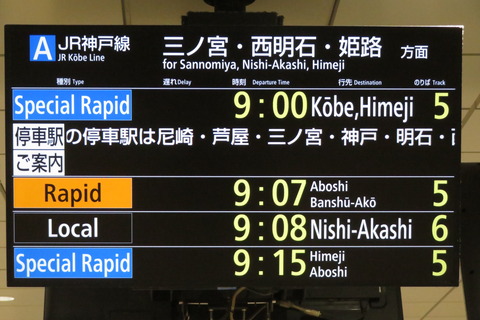 A JR神戸線 三ノ宮・西明石・姫路 方面
JR Kōbe Line for Sannomiya, Nishi-Akashi, Himeji
種別 Type 遅れ Delay 時刻 Departure Time 行先 Destination のりば Track
Special Rapid 9:00 Kōbe,Himeji 5
停車駅 の停車駅は尼崎・芦屋・三ノ宮・神戸・明石・
ご案内
Rapid 9:07 Aboshi Banshū-Akō 5
Local 9:08 Nishi-Akashi 6
Special Rapid 9:15 Himeji Aboshi 5